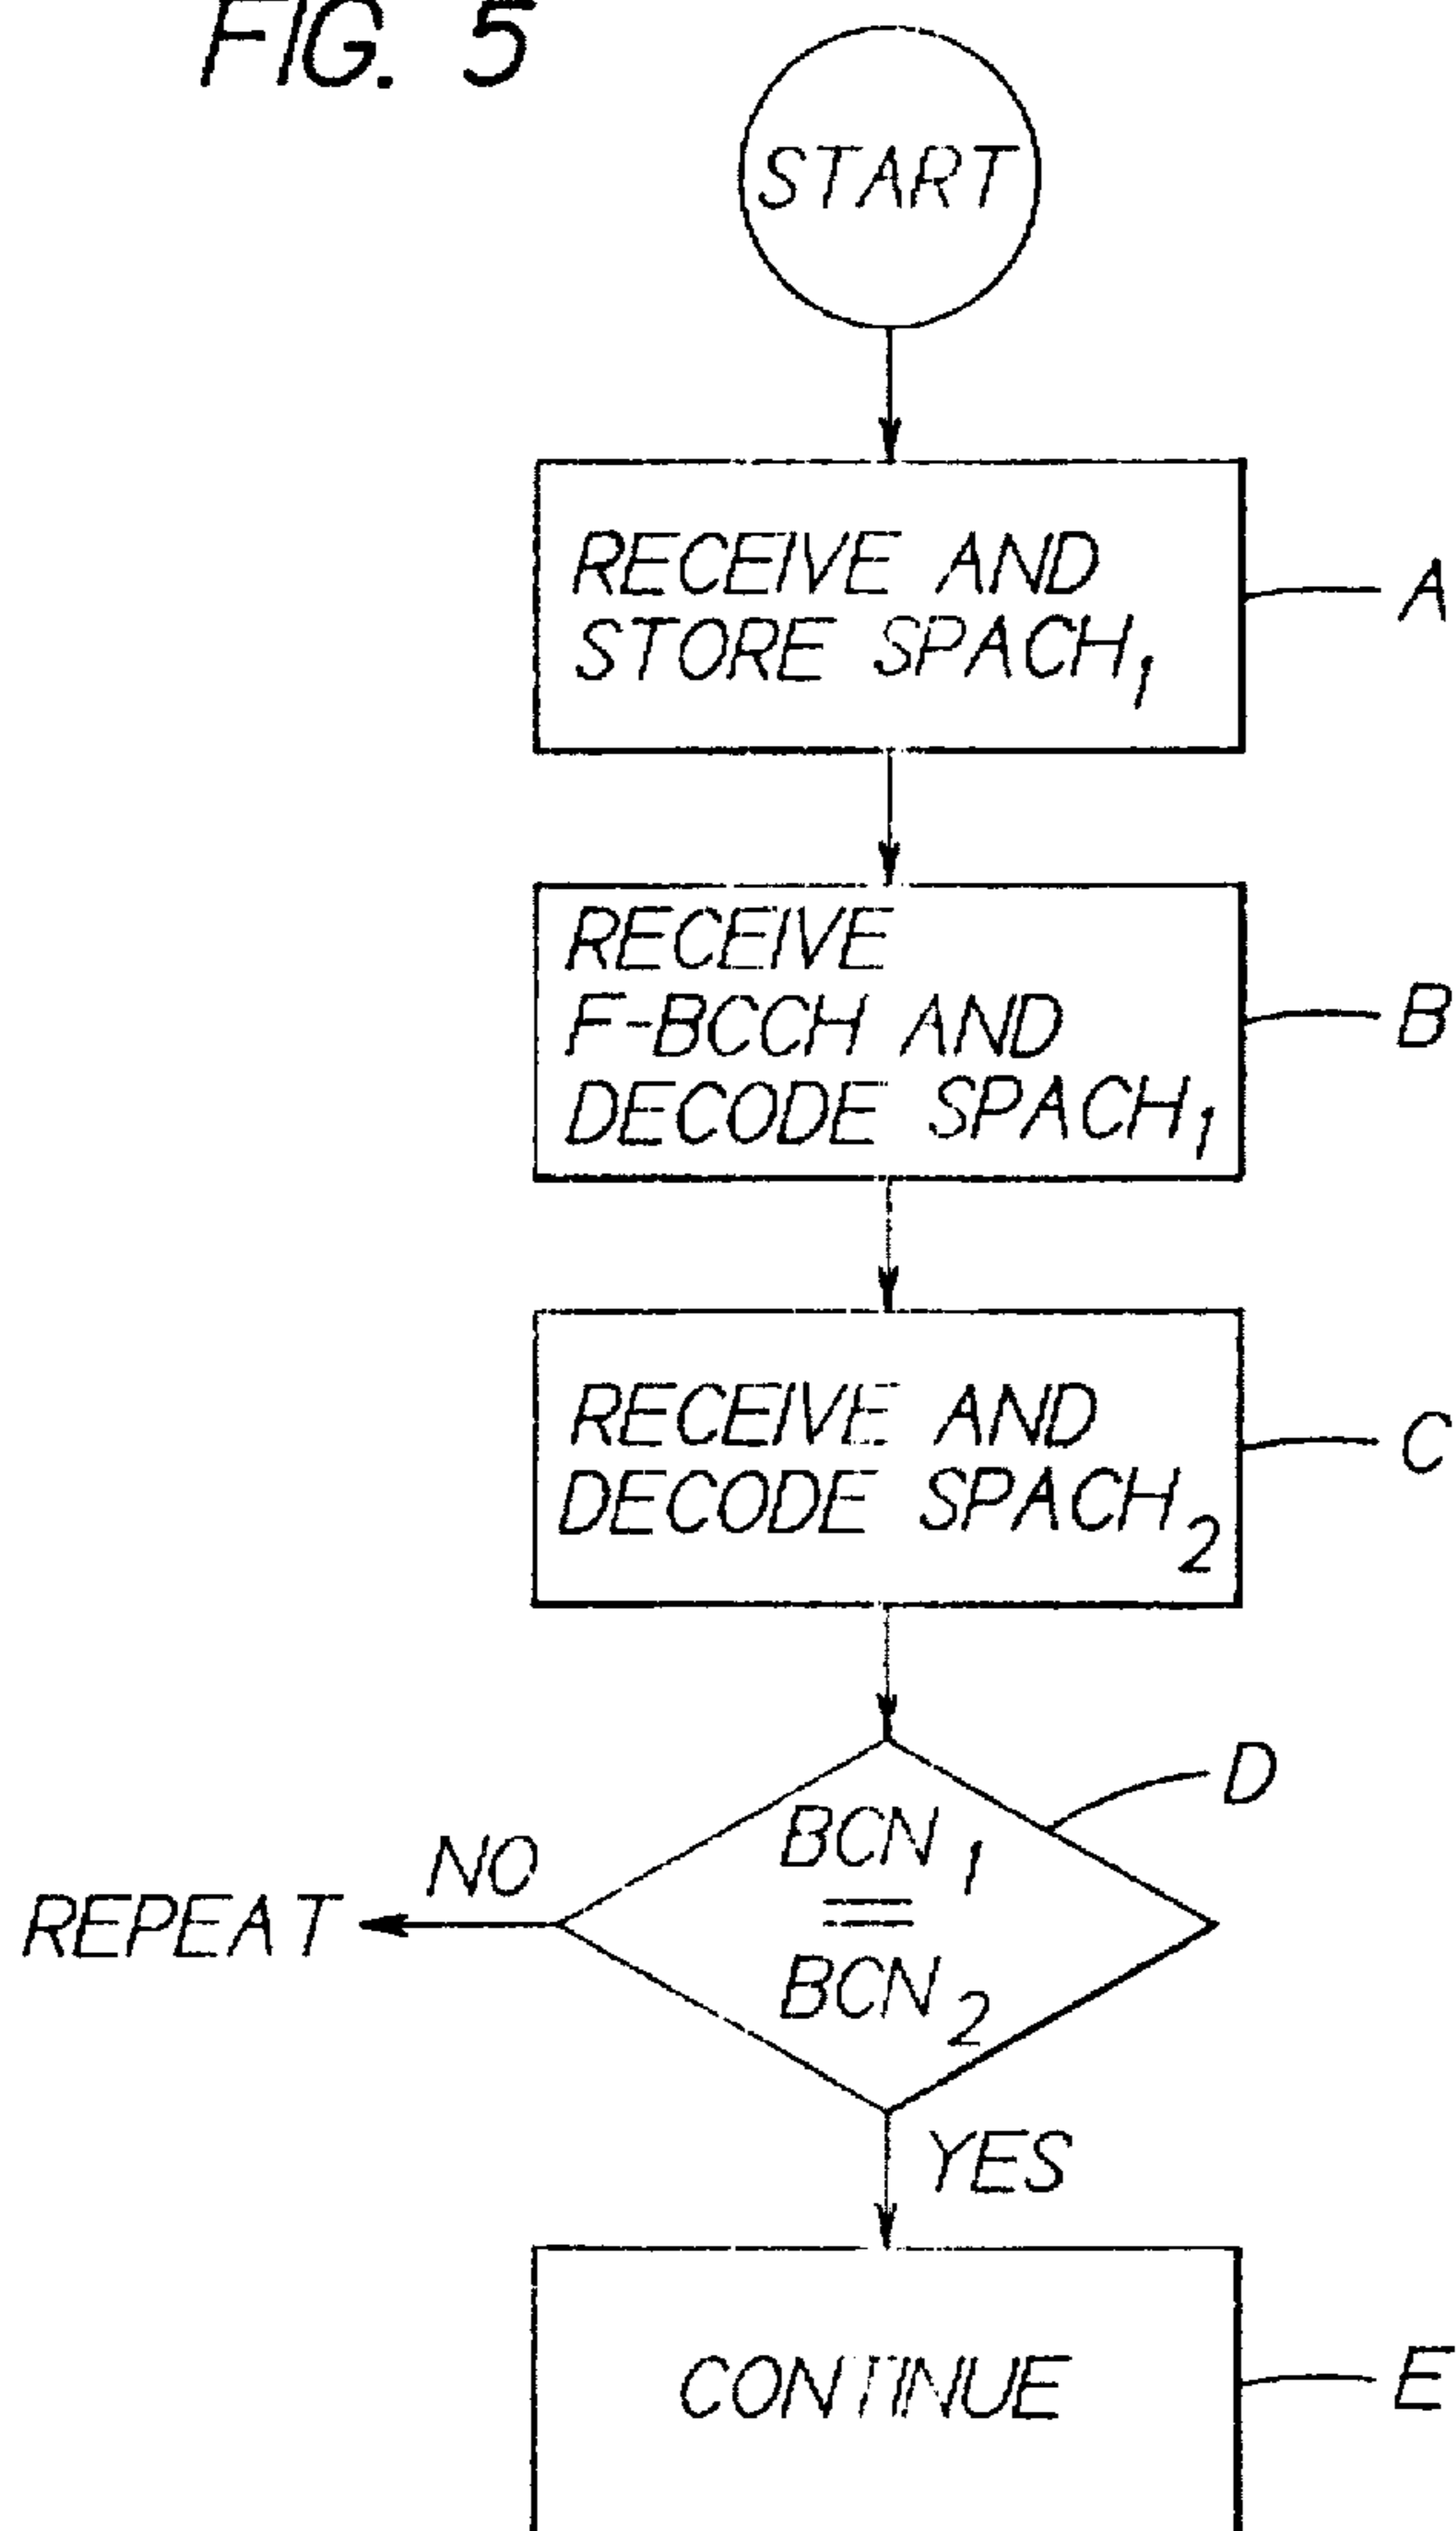 FIG. 5
START
RECEIVE AND
STORE SPACH₁
A
RECEIVE
F-BCCH AND
DECODE SPACH₁
B
RECEIVE AND
DECODE SPACH₂
C
D
BCN₁
=
BCN₂
NO
REPEAT
YES
CONTINUE
E